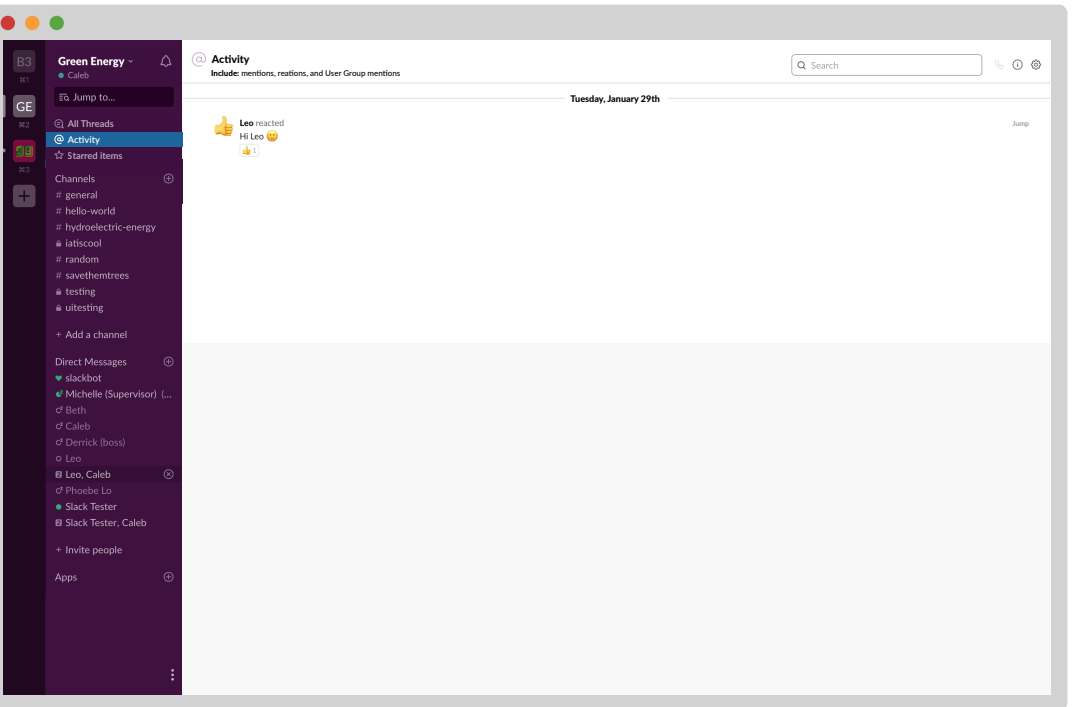 B3
⌘1
GE
⌘2
⌘3
Green Energy
Caleb
Jump to...
All Threads
Activity
Starred items
Channels
# general
# hello-world
# hydroelectric-energy
iatiscool
# random
# savethemtrees
testing
uitesting
+ Add a channel
Direct Messages
slackbot
Michelle (Supervisor) (...
Beth
Caleb
Derrick (boss)
Leo
2 Leo, Caleb
Phoebe Lo
Slack Tester
2 Slack Tester, Caleb
+ Invite people
Apps
@ Activity
Include: mentions, reations, and User Group mentions
Search
Tuesday, January 29th
Leo reacted
Jump
Hi Leo 😀
👍 1